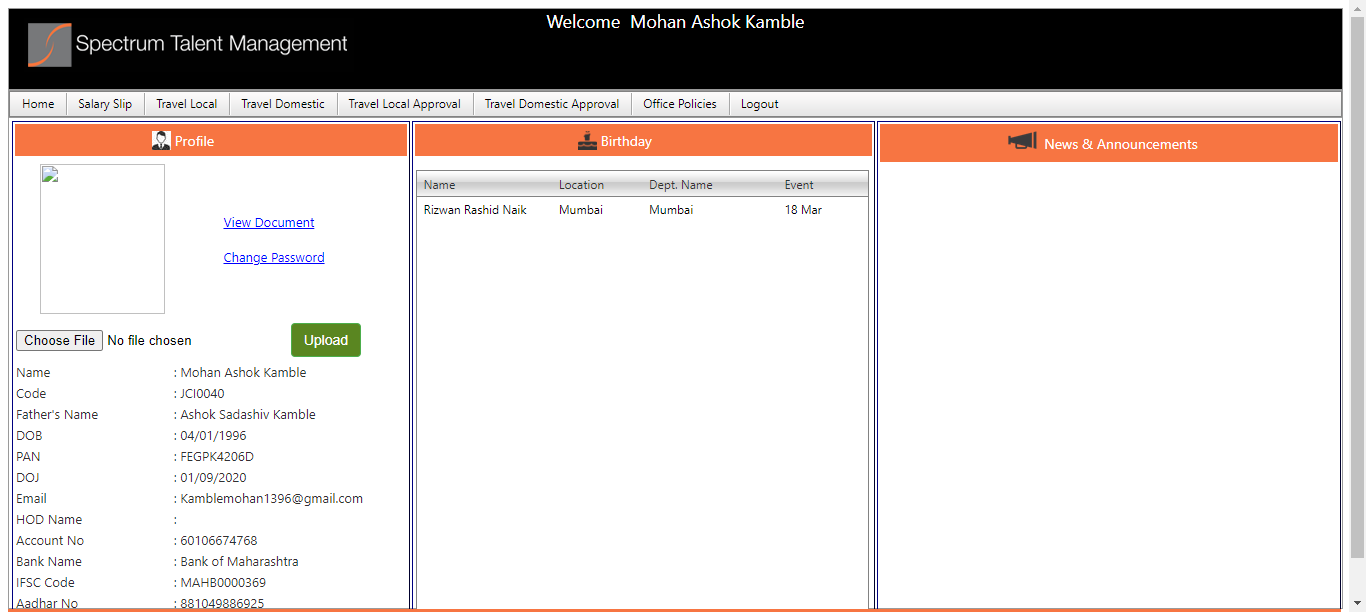 Welcome  Mohan Ashok Kamble
Spectrum Talent Management
Home Salary Slip Travel Local Travel Domestic Travel Local Approval Travel Domestic Approval Office Policies Logout
Profile
View Document
Change Password
Choose File No file chosen Upload
Name : Mohan Ashok Kamble
Code : JCI0040
Father's Name : Ashok Sadashiv Kamble
DOB : 04/01/1996
PAN : FEGPK4206D
DOJ : 01/09/2020
Email : Kamblemohan1396@gmail.com
HOD Name :
Account No : 60106674768
Bank Name : Bank of Maharashtra
IFSC Code : MAHB0000369
Aadhar No : 881049886925
Birthday
Name Location Dept. Name Event
Rizwan Rashid Naik Mumbai Mumbai 18 Mar
News & Announcements